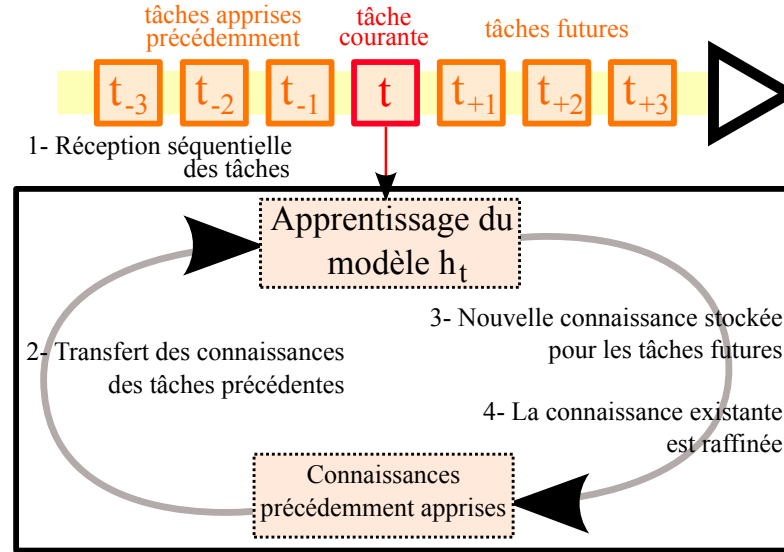 tâches apprises
précédemment
tâche
courante
tâches futures
t-3
t-2
t-1
t
t+1
t+2
t+3
1- Réception séquentielle
des tâches
Apprentissage du
modèle ht
2- Transfert des connaissances
des tâches précédentes
3- Nouvelle connaissance stockée
pour les tâches futures
4- La connaissance existante
est raffinée
Connaissances
précédemment apprises